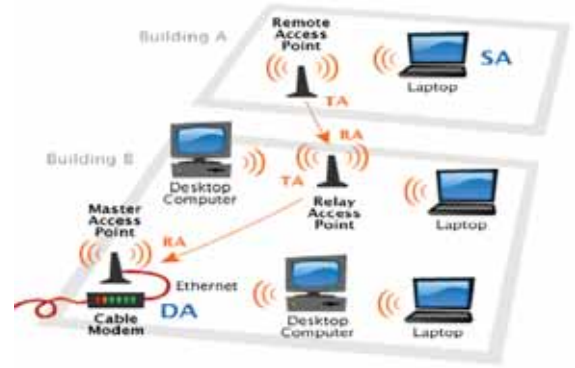 Building A
Remote
Access
Point
SA
Laptop
TA
RA
Building B
Desktop
Computer
TA
Relay
Access
Point
Laptop
Master
Access
Point
RA
Ethernet
DA
Cable
Modem
Desktop
Computer
Laptop